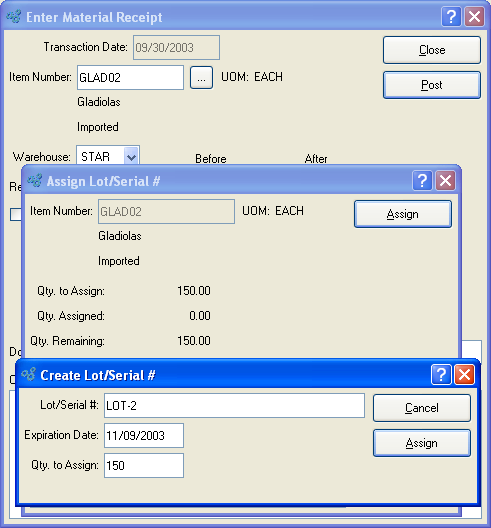 Enter Material Receipt
Transaction Date: 09/30/2003
Close
Item Number: GLAD02 ... UOM: EACH
Post
Gladiolas
Imported
Warehouse: STAR Before After
Assign Lot/Serial #
Item Number: GLAD02 UOM: EACH
Assign
Gladiolas
Imported
Qty. to Assign: 150.00
Qty. Assigned: 0.00
Qty. Remaining: 150.00
Create Lot/Serial #
Lot/Serial #: LOT-2
Cancel
Expiration Date: 11/09/2003
Assign
Qty. to Assign: 150